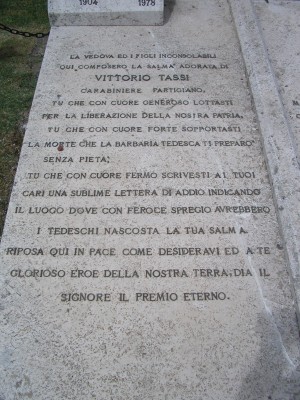 1904 1978
LA VEDOVA ED I FIGLI INCONSOLABILI
QUI COMPOSERO LA SALMA ADORATA DI
VITTORIO TASSI
CARABINIERE PARTIGIANO,
TU CHE CON CUORE GENEROSO LOTTASTI
PER LA LIBERAZIONE DELLA NOSTRA PATRIA,
TU CHE CON CUORE FORTE SOPPORTASTI
LA MORTE CHE LA BARBARIA TEDESCA TI PREPARO'
SENZA PIETA',
TU CHE CON CUORE FERMO SCRIVESTI AI TUOI
CARI UNA SUBLIME LETTERA DI ADDIO INDICANDO
IL LUOGO DOVE CON FEROCE SPREGIO AVREBBERO
I TEDESCHI NASCOSTA LA TUA SALMA.
RIPOSA QUI IN PACE COME DESIDERAVI ED A TE
GLORIOSO EROE DELLA NOSTRA TERRA, DIA IL
SIGNORE IL PREMIO ETERNO.